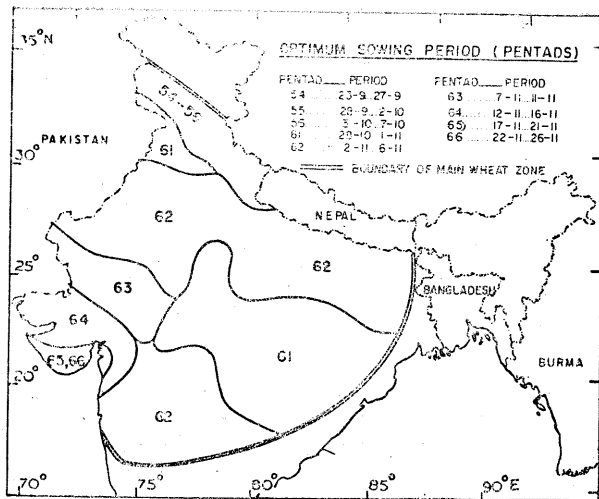 35°N
OPTIMUM SOWING PERIOD (PENTADS)
PENTAD PERIOD PENTAD PERIOD
54 ... 23-9..27-9 63 ... 7-11..11-11
55 ... 28-9...2-10 64 ... 12-11..16-11
56 ... 3-10..7-10 65 ... 17-11..21-11
61 ... 28-10..1-11 66 ... 22-11..26-11
62 ... 2-11..6-11
BOUNDARY OF MAIN WHEAT ZONE
PAKISTAN
30°
61
62
NEPAL
62
25°
63
BANGLADESH
64
61
BURMA
65,66
20°
62
70° 75° 80° 85° 90°E